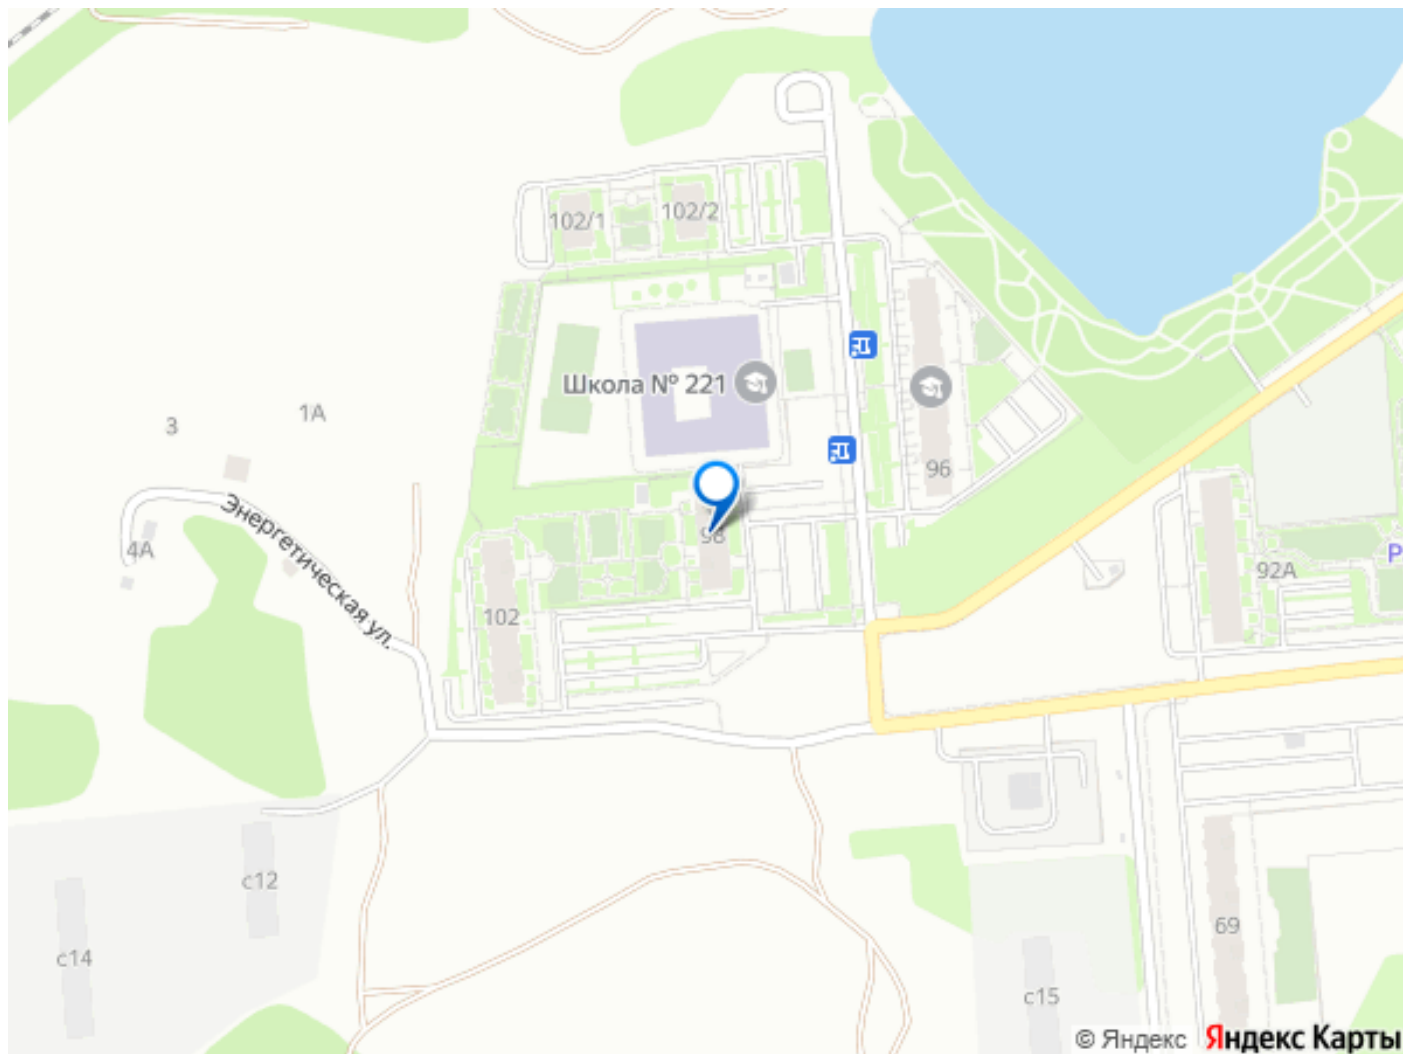 102/1
102/2
Школа № 221
3
1А
96
Энергетическая ул.
98
4А
92А
Р
102
с12
69
с14
с15
© Яндекс Яндекс Карты